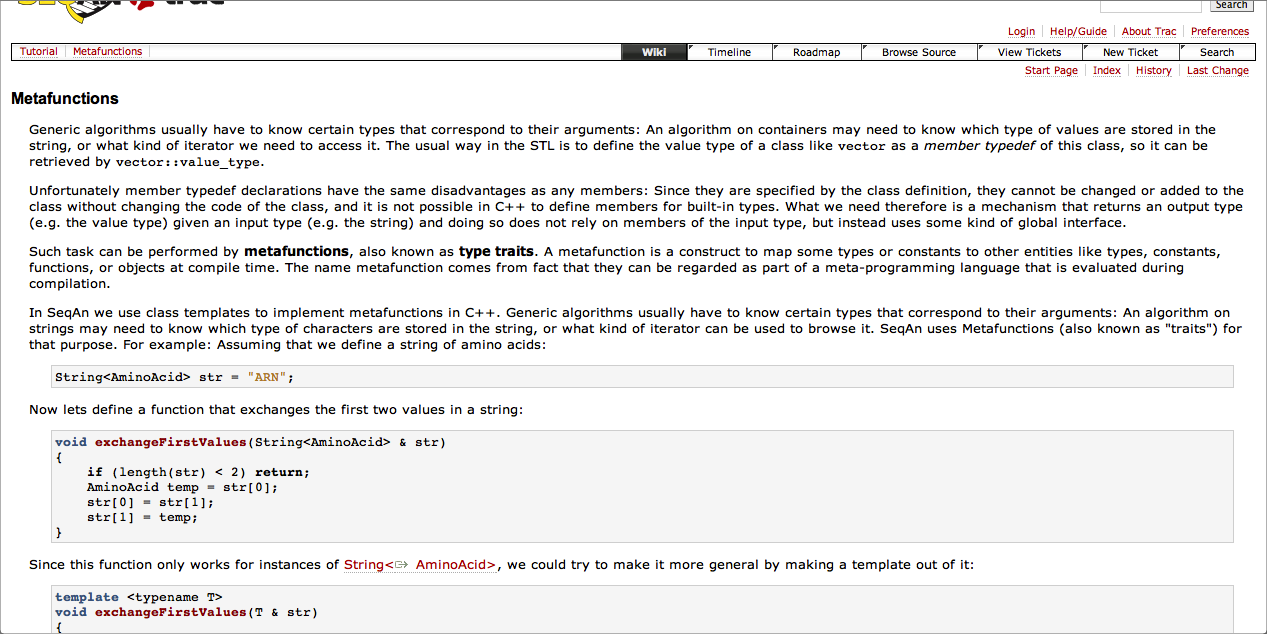 Search
Login Help/Guide About Trac Preferences
Tutorial Metafunctions Wiki Timeline Roadmap Browse Source View Tickets New Ticket Search
Start Page Index History Last Change
Metafunctions
Generic algorithms usually have to know certain types that correspond to their arguments: An algorithm on containers may need to know which type of values are stored in the
string, or what kind of iterator we need to access it. The usual way in the STL is to define the value type of a class like vector as a member typedef of this class, so it can be
retrieved by vector::value_type.
Unfortunately member typedef declarations have the same disadvantages as any members: Since they are specified by the class definition, they cannot be changed or added to the
class without changing the code of the class, and it is not possible in C++ to define members for built-in types. What we need therefore is a mechanism that returns an output type
(e.g. the value type) given an input type (e.g. the string) and doing so does not rely on members of the input type, but instead uses some kind of global interface.
Such task can be performed by metafunctions, also known as type traits. A metafunction is a construct to map some types or constants to other entities like types, constants,
functions, or objects at compile time. The name metafunction comes from fact that they can be regarded as part of a meta-programming language that is evaluated during
compilation.
In SeqAn we use class templates to implement metafunctions in C++. Generic algorithms usually have to know certain types that correspond to their arguments: An algorithm on
strings may need to know which type of characters are stored in the string, or what kind of iterator can be used to browse it. SeqAn uses Metafunctions (also known as "traits") for
that purpose. For example: Assuming that we define a string of amino acids:
String<AminoAcid> str = "ARN";
Now lets define a function that exchanges the first two values in a string:
void exchangeFirstValues(String<AminoAcid> & str)
{
    if (length(str) < 2) return;
    AminoAcid temp = str[0];
    str[0] = str[1];
    str[1] = temp;
}
Since this function only works for instances of String< AminoAcid>, we could try to make it more general by making a template out of it:
template <typename T>
void exchangeFirstValues(T & str)
{